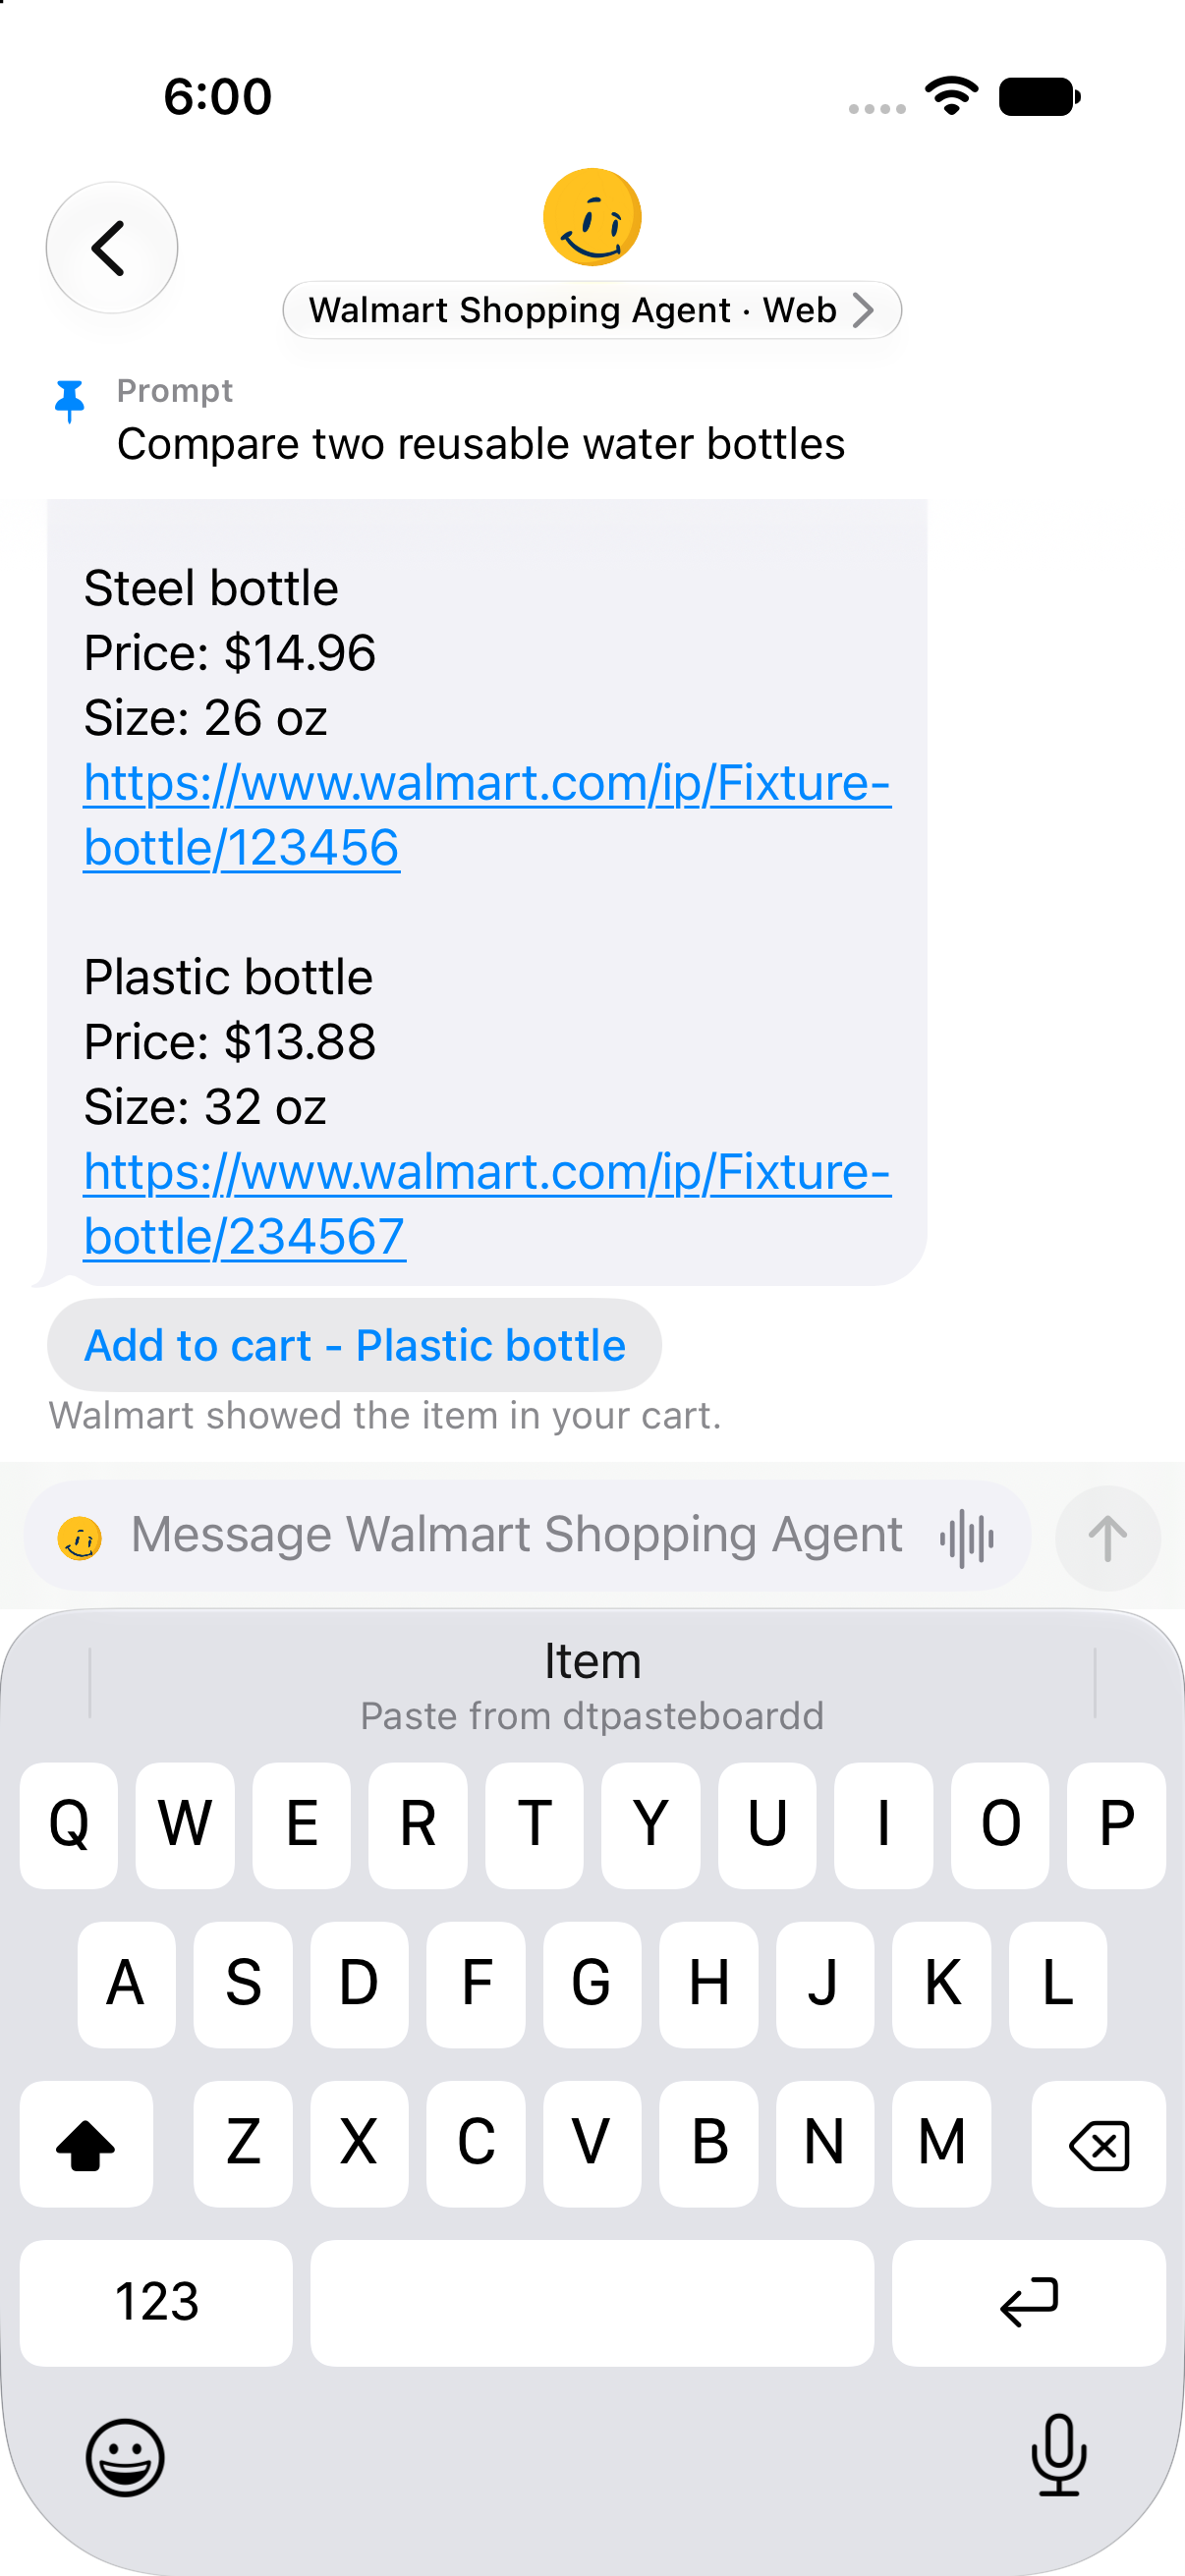 6:00
Walmart Shopping Agent · Web
Prompt
Compare two reusable water bottles
Steel bottle
Price: $14.96
Size: 26 oz
https://www.walmart.com/ip/Fixture-
bottle/123456
Plastic bottle
Price: $13.88
Size: 32 oz
https://www.walmart.com/ip/Fixture-
bottle/234567
Add to cart - Plastic bottle
Walmart showed the item in your cart.
Message Walmart Shopping Agent
Item
Paste from dtpasteboardd
Q W E R T Y U I O P
A S D F G H J K L
Z X C V B N M
123